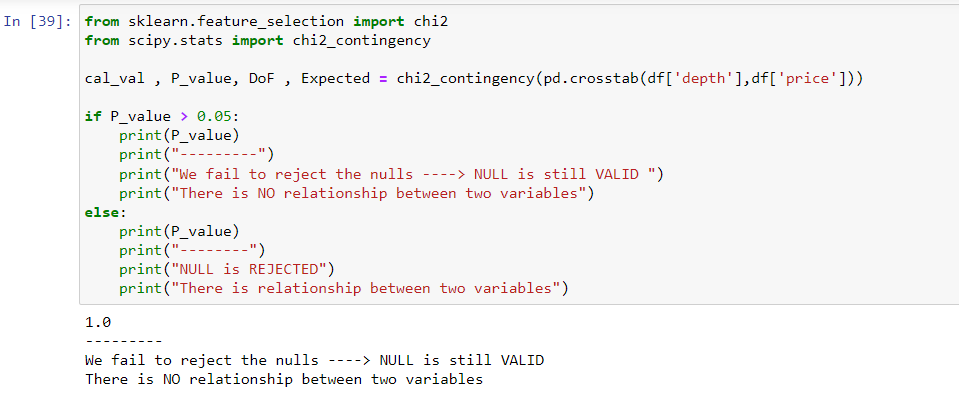 In [39]: from sklearn.feature_selection import chi2
from scipy.stats import chi2_contingency
cal_val , P_value, DoF , Expected = chi2_contingency(pd.crosstab(df['depth'],df['price']))
if P_value > 0.05:
    print(P_value)
    print("---------")
    print("We fail to reject the nulls ----> NULL is still VALID ")
    print("There is NO relationship between two variables")
else:
    print(P_value)
    print("--------")
    print("NULL is REJECTED")
    print("There is relationship between two variables")
1.0
---------
We fail to reject the nulls ----> NULL is still VALID
There is NO relationship between two variables